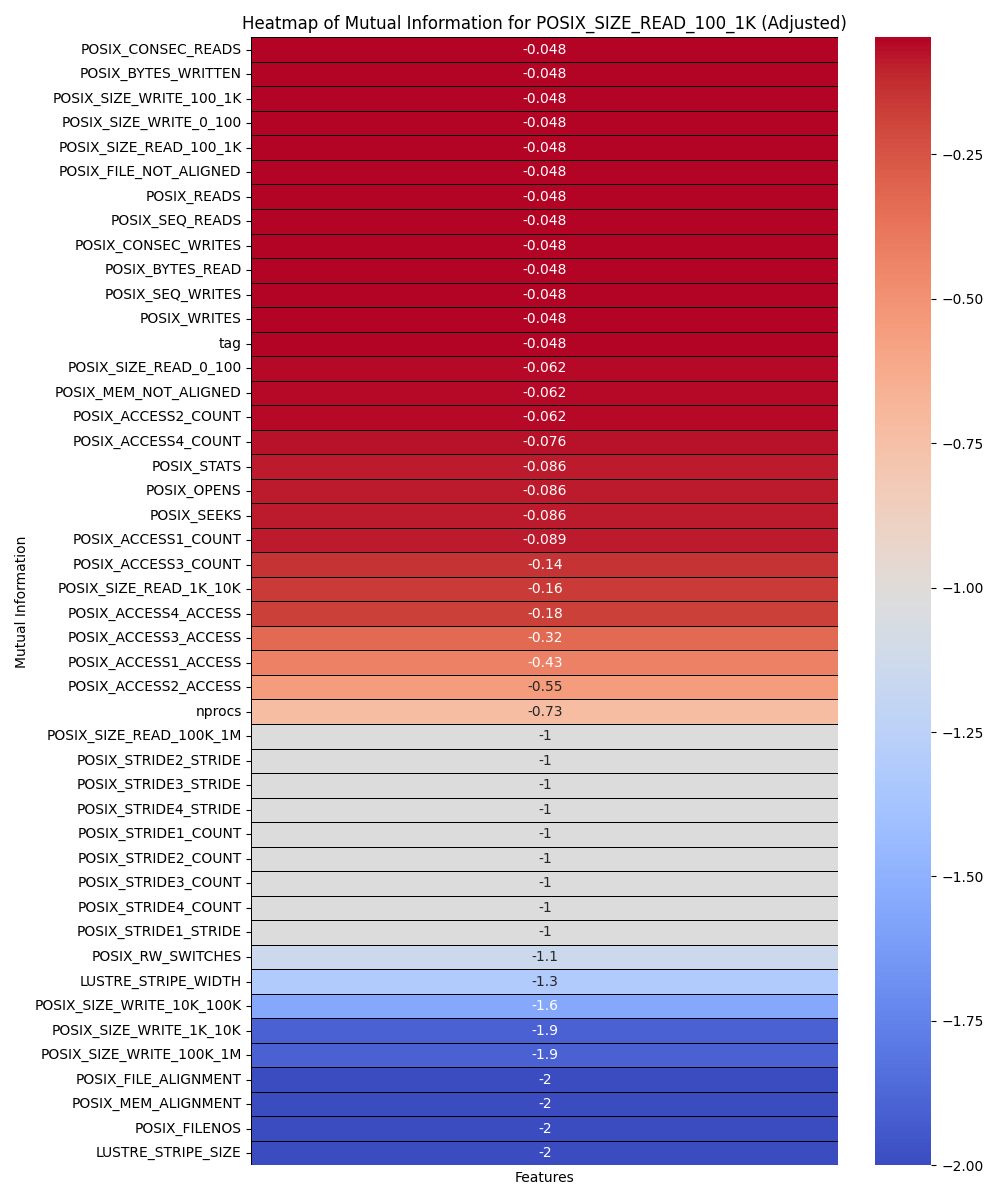 Heatmap of Mutual Information for POSIX_SIZE_READ_100_1K (Adjusted)
POSIX_CONSEC_READS -0.048
POSIX_BYTES_WRITTEN -0.048
POSIX_SIZE_WRITE_100_1K -0.048
POSIX_SIZE_WRITE_0_100 -0.048
POSIX_SIZE_READ_100_1K -0.048
POSIX_FILE_NOT_ALIGNED -0.048
POSIX_READS -0.048
POSIX_SEQ_READS -0.048
POSIX_CONSEC_WRITES -0.048
POSIX_BYTES_READ -0.048
POSIX_SEQ_WRITES -0.048
POSIX_WRITES -0.048
tag -0.048
POSIX_SIZE_READ_0_100 -0.062
POSIX_MEM_NOT_ALIGNED -0.062
POSIX_ACCESS2_COUNT -0.062
POSIX_ACCESS4_COUNT -0.076
POSIX_STATS -0.086
POSIX_OPENS -0.086
POSIX_SEEKS -0.086
POSIX_ACCESS1_COUNT -0.089
POSIX_ACCESS3_COUNT -0.14
POSIX_SIZE_READ_1K_10K -0.16
POSIX_ACCESS4_ACCESS -0.18
POSIX_ACCESS3_ACCESS -0.32
POSIX_ACCESS1_ACCESS -0.43
POSIX_ACCESS2_ACCESS -0.55
nprocs -0.73
POSIX_SIZE_READ_100K_1M -1
POSIX_STRIDE2_STRIDE -1
POSIX_STRIDE3_STRIDE -1
POSIX_STRIDE4_STRIDE -1
POSIX_STRIDE1_COUNT -1
POSIX_STRIDE2_COUNT -1
POSIX_STRIDE3_COUNT -1
POSIX_STRIDE4_COUNT -1
POSIX_STRIDE1_STRIDE -1
POSIX_RW_SWITCHES -1.1
LUSTRE_STRIPE_WIDTH -1.3
POSIX_SIZE_WRITE_10K_100K -1.6
POSIX_SIZE_WRITE_1K_10K -1.9
POSIX_SIZE_WRITE_100K_1M -1.9
POSIX_FILE_ALIGNMENT -2
POSIX_MEM_ALIGNMENT -2
POSIX_FILENOS -2
LUSTRE_STRIPE_SIZE -2
Mutual Information
Features
−0.25
−0.50
−0.75
−1.00
−1.25
−1.50
−1.75
−2.00